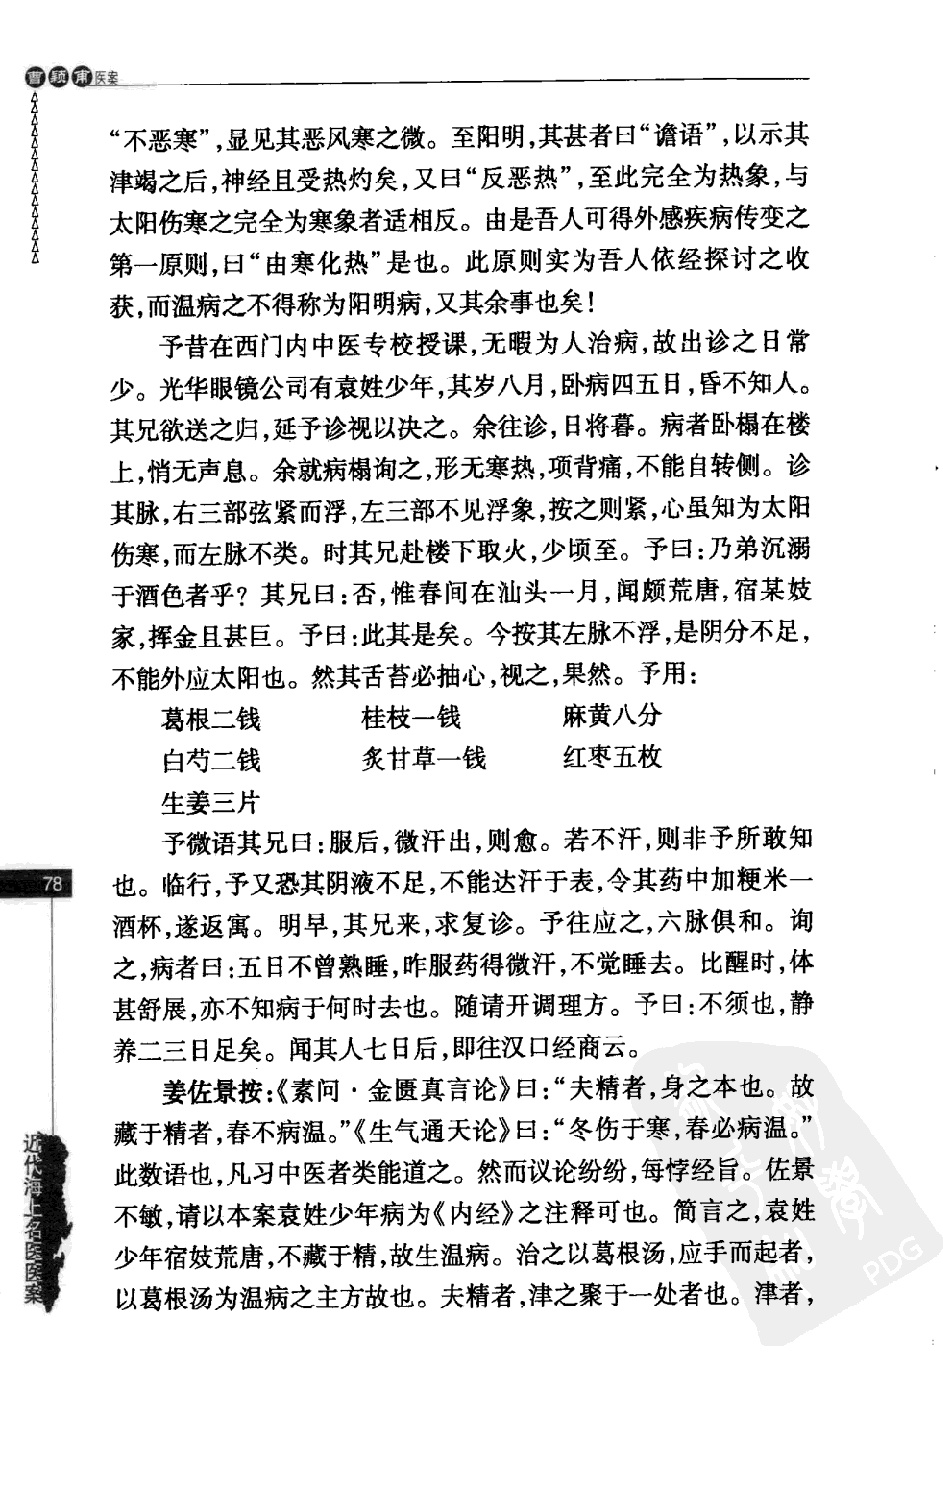 曹颖甫医案
“不恶寒”,显见其恶风寒之微。至阳明,其甚者曰“谵语”,以示其
津竭之后,神经且受热灼矣,又曰“反恶热”,至此完全为热象,与
太阳伤寒之完全为寒象者适相反。由是吾人可得外感疾病传变之
第一原则,曰“由寒化热”是也。此原则实为吾人依经探讨之收
获,而温病之不得称为阳明病,又其余事也矣!
予昔在西门内中医专校授课,无暇为人治病,故出诊之日常
少。光华眼镜公司有袁姓少年,其岁八月,卧病四五日,昏不知人。
其兄欲送之归,延予诊视以决之。余往诊,日将暮。病者卧榻在楼
上,悄无声息。余就病榻询之,形无寒热,项背痛,不能自转侧。诊
其脉,右三部弦紧而浮,左三部不见浮象,按之则紧,心虽知为太阳
伤寒,而左脉不类。时其兄赴楼下取火,少顷至。予曰:乃弟沉溺
于酒色者乎?其兄曰:否,惟春间在汕头一月,闻颇荒唐,宿某妓
家,挥金且甚巨。予曰:此其是矣。今按其左脉不浮,是阴分不足,
不能外应太阳也。然其舌苔必抽心,视之,果然。予用:
葛根二钱 桂枝一钱 麻黄八分
白芍二钱 炙甘草一钱 红枣五枚
生姜三片
予微语其兄曰:服后,微汗出,则愈。若不汗,则非予所敢知
也。临行,予又恐其阴液不足,不能达汗于表,令其药中加粳米一
酒杯,遂返寓。明早,其兄来,求复诊。予往应之,六脉俱和。询
之,病者曰:五日不曾熟睡,昨服药得微汗,不觉睡去。比醒时,体
甚舒展,亦不知病于何时去也。随请开调理方。予曰:不须也,静
养二三日足矣。闻其人七日后,即往汉口经商云。
姜佐景按:《素问·金匮真言论》曰:“夫精者,身之本也。故
藏于精者,春不病温。”《生气通天论》曰:“冬伤于寒,春必病温。”
此数语也,凡习中医者类能道之。然而议论纷纷,每悖经旨。佐景
不敏,请以本案袁姓少年病为《内经》之注释可也。简言之,袁姓
少年宿妓荒唐,不藏于精,故生温病。治之以葛根汤,应手而起者,
以葛根汤为温病之主方故也。夫精者,津之聚于一处者也。津者,
78
近代海上名医医案
PDG